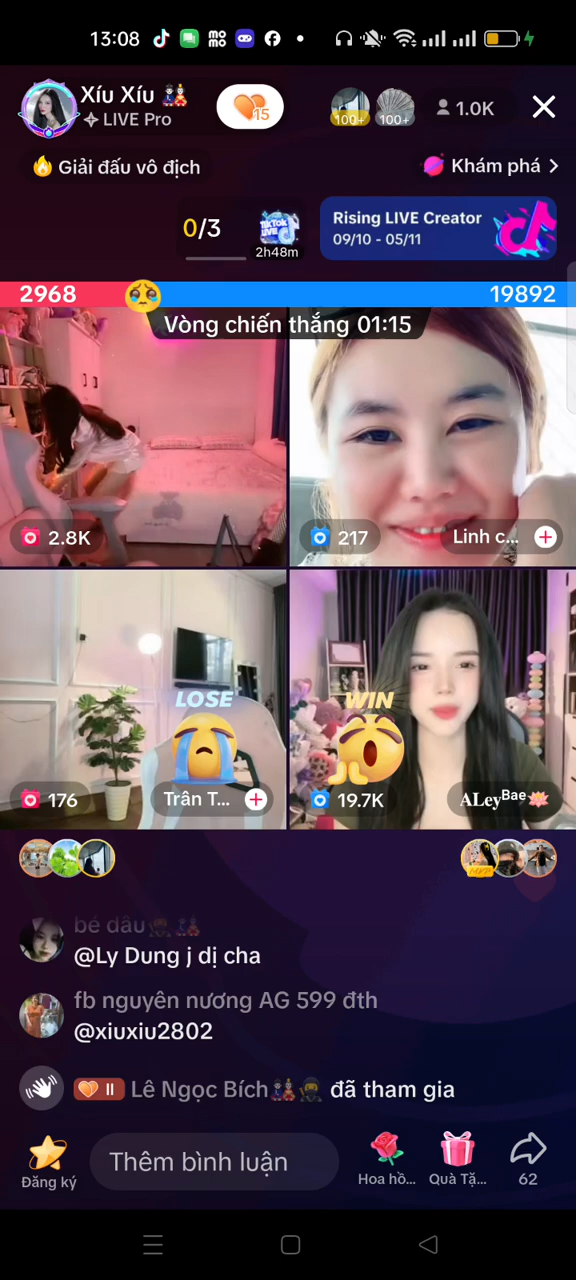 13:08
Xíu Xíu
LIVE Pro
15
100+
100+
1.0K
Giải đấu vô địch
Khám phá
0/3
TikTok LIVE
2h48m
Rising LIVE Creator
09/10 - 05/11
2968
19892
Vòng chiến thắng 01:15
2.8K
217
Linh c...
LOSE
WIN
176
Trân T...
19.7K
ALeyBae
bé dâu
@Ly Dung j dị cha
fb nguyên nương AG 599 đth
@xiuxiu2802
II
Lê Ngọc Bích đã tham gia
Đăng ký
Thêm bình luận
Hoa hồ...
Quà Tặ...
62